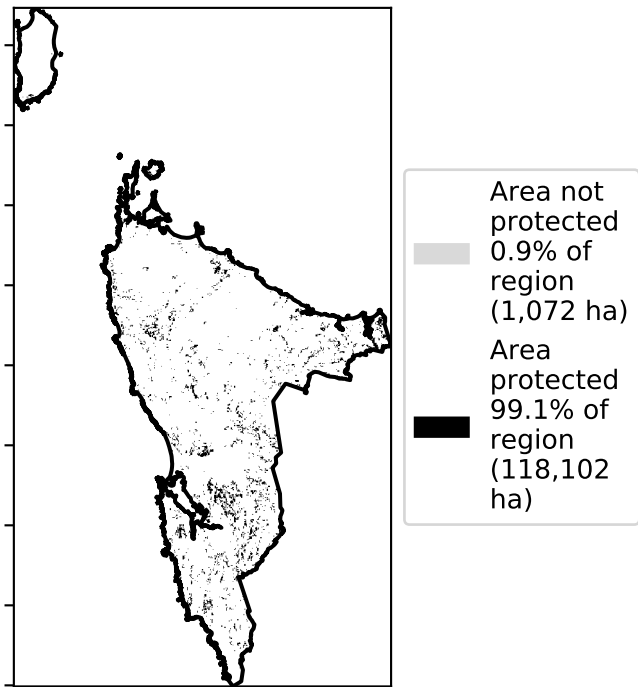 Area not
protected
0.9% of
region
(1,072 ha)
Area
protected
99.1% of
region
(118,102
ha)